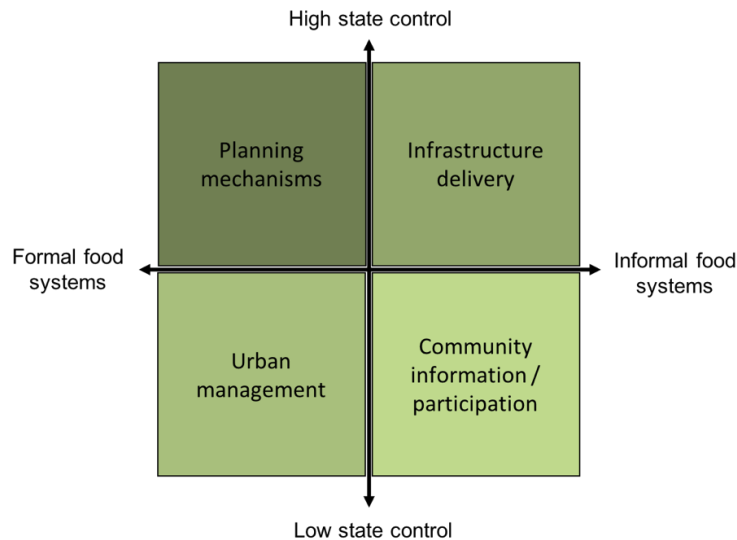 High state control
Planning
mechanisms
Infrastructure
delivery
Formal food
systems
Informal food
systems
Urban
management
Community
information /
participation
Low state control